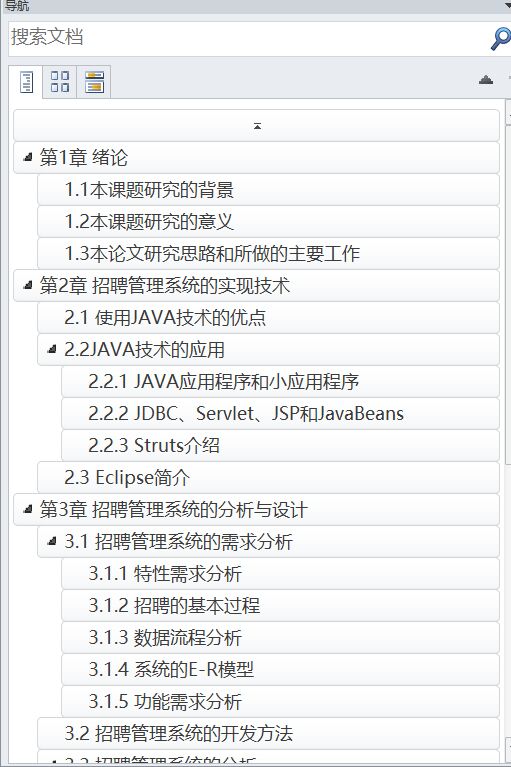 导航
搜索文档
第1章 绪论
1.1本课题研究的背景
1.2本课题研究的意义
1.3本论文研究思路和所做的主要工作
第2章 招聘管理系统的实现技术
2.1 使用JAVA技术的优点
2.2JAVA技术的应用
2.2.1 JAVA应用程序和小应用程序
2.2.2 JDBC、Servlet、JSP和JavaBeans
2.2.3 Struts介绍
2.3 Eclipse简介
第3章 招聘管理系统的分析与设计
3.1 招聘管理系统的需求分析
3.1.1 特性需求分析
3.1.2 招聘的基本过程
3.1.3 数据流程分析
3.1.4 系统的E-R模型
3.1.5 功能需求分析
3.2 招聘管理系统的开发方法
3.3 招聘管理系统的分析